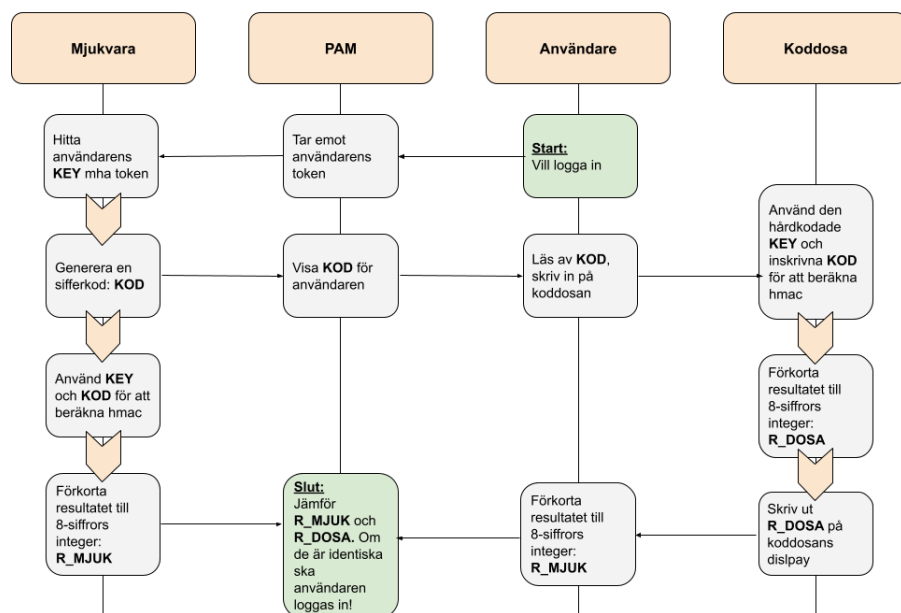 Mjukvara
PAM
Användare
Koddosa
Hitta
användarens
KEY mha token
Tar emot
användarens
token
Start:
Vill logga in
Generera en
sifferkod: KOD
Visa KOD för
användaren
Läs av KOD,
skriv in på
koddosan
Använd den
hårdkodade
KEY och
inskrivna KOD
för att beräkna
hmac
Använd KEY
och KOD för att
beräkna hmac
Förkorta
resultatet till
8-siffrors
integer:
R_DOSA
Förkorta
resultatet till
8-siffrors
integer:
R_MJUK
Slut:
Jämför
R_MJUK och
R_DOSA. Om
de är identiska
ska
användaren
loggas in!
Förkorta
resultatet till
8-siffrors
integer:
R_MJUK
Skriv ut
R_DOSA på
koddosans
dislpay